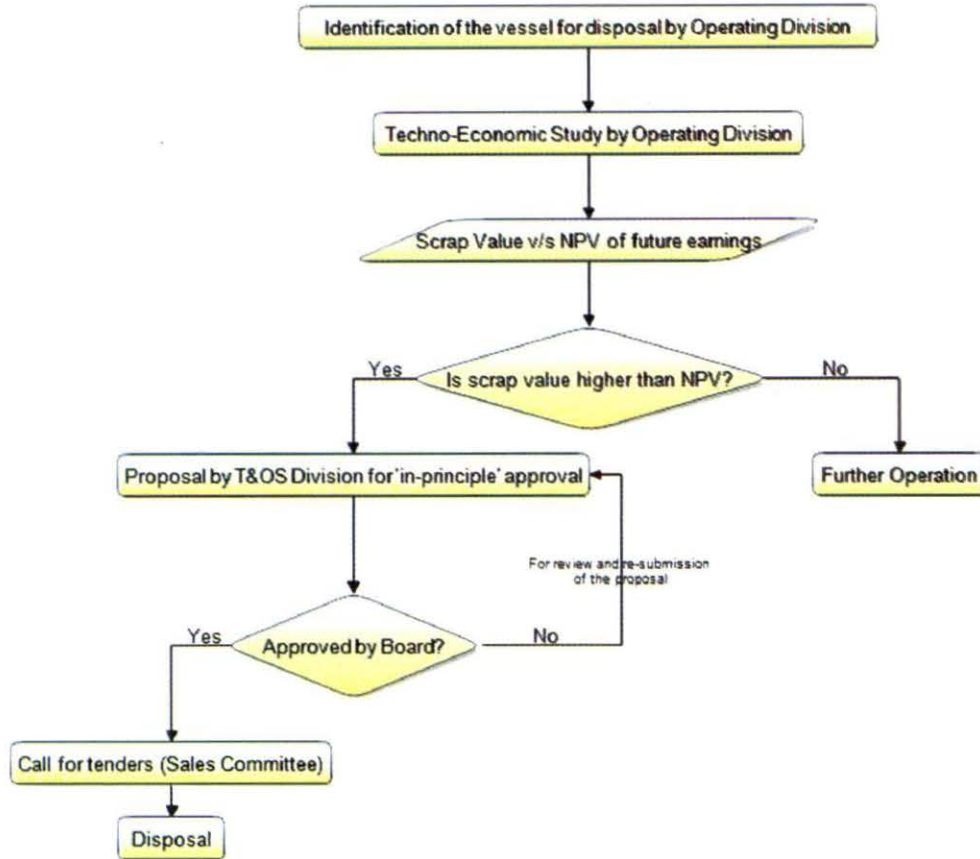 Identification of the vessel for disposal by Operating Division
Techno-Economic Study by Operating Division
Scrap Value v/s NPV of future earnings
Yes
Is scrap value higher than NPV?
No
Proposal by T&OS Division for 'in-principle' approval
Further Operation
For review and re-submission
of the proposal
Yes
Approved by Board?
No
Call for tenders (Sales Committee)
Disposal